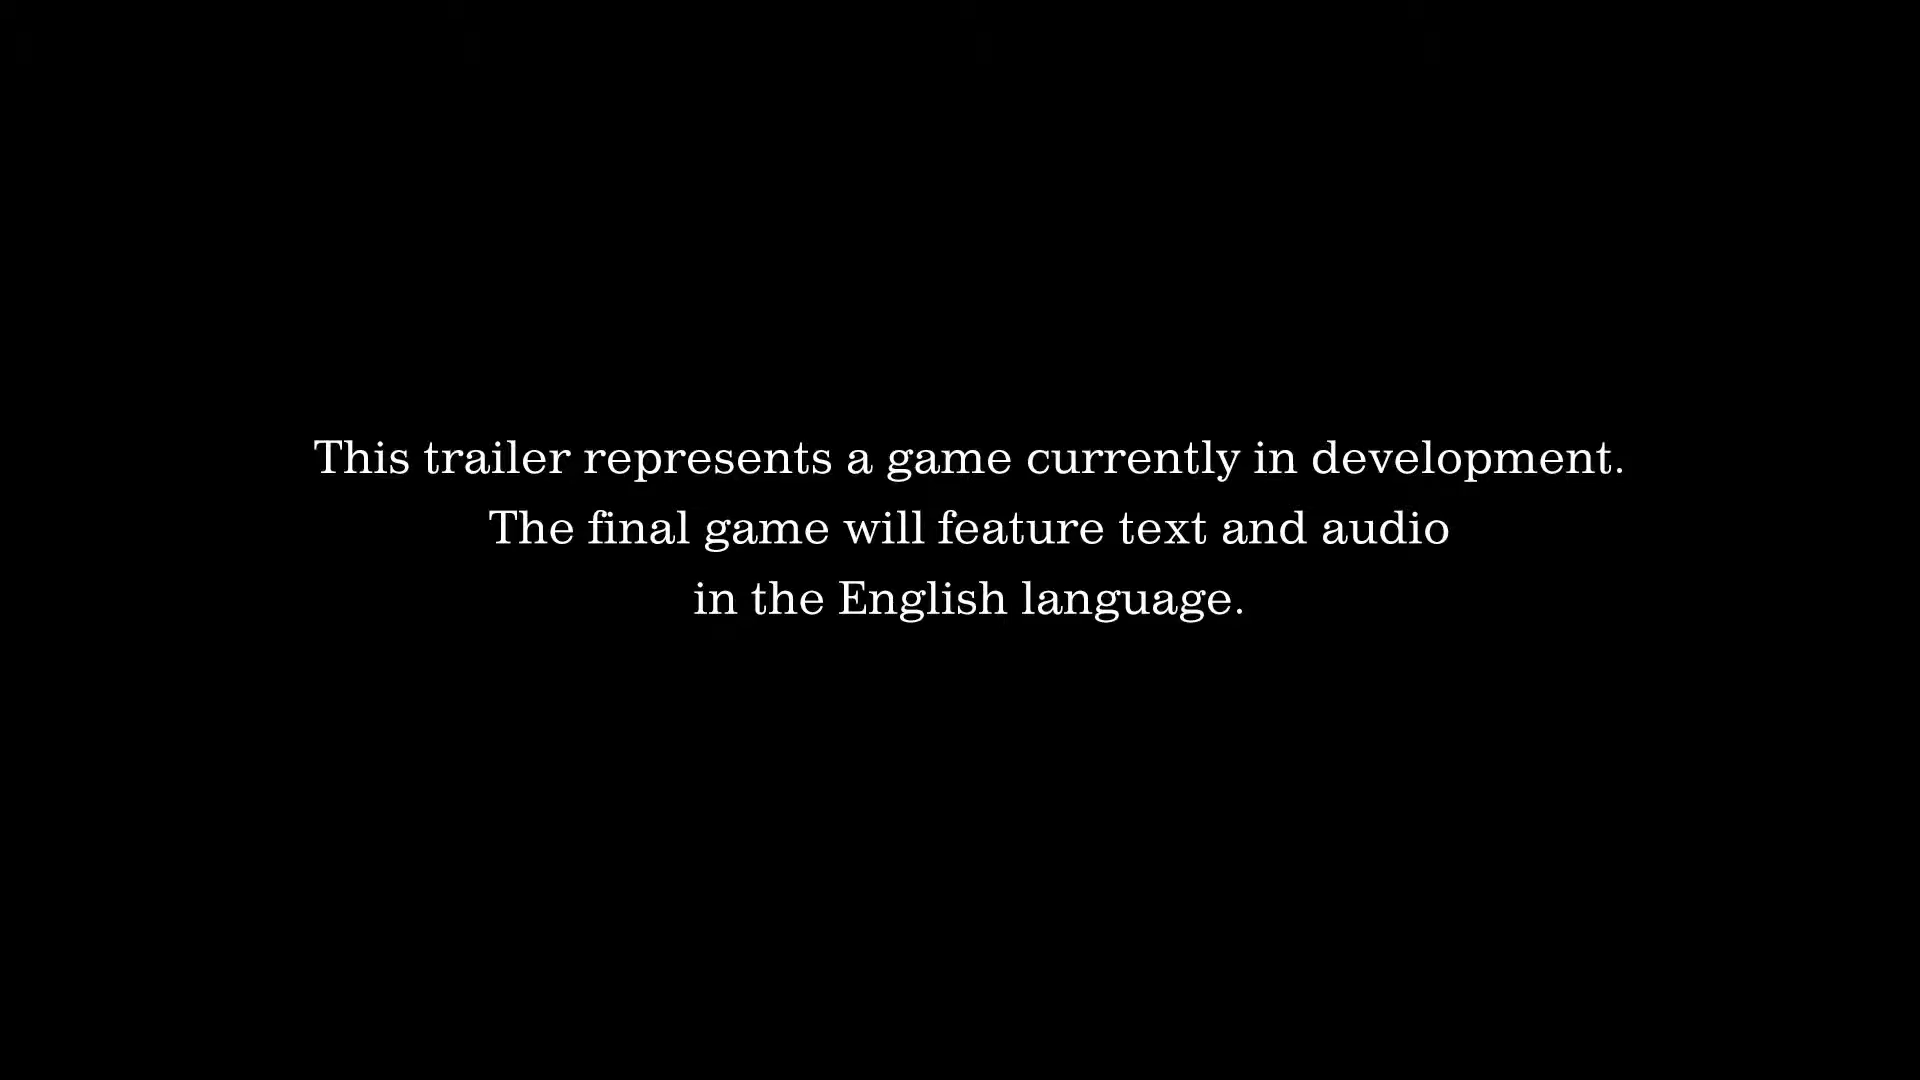 This trailer represents a game currently in development.
The final game will feature text and audio
in the English language.